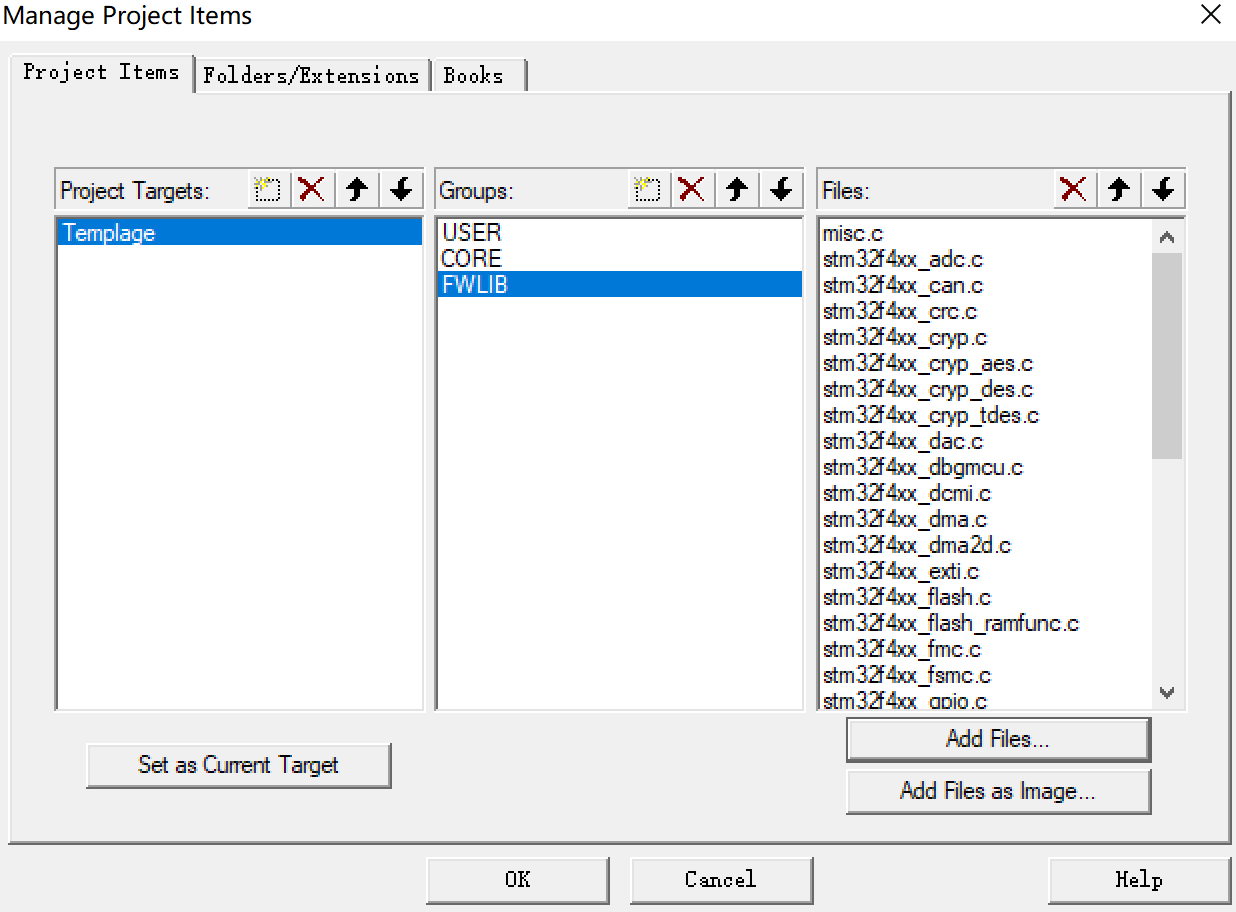 Manage Project Items
Project Items
Folders/Extensions
Books
Project Targets:
Groups:
Files:
Templage
USER
CORE
FWLIB
misc.c
stm32f4xx_adc.c
stm32f4xx_can.c
stm32f4xx_crc.c
stm32f4xx_cryp.c
stm32f4xx_cryp_aes.c
stm32f4xx_cryp_des.c
stm32f4xx_cryp_tdes.c
stm32f4xx_dac.c
stm32f4xx_dbgmcu.c
stm32f4xx_dcmi.c
stm32f4xx_dma.c
stm32f4xx_dma2d.c
stm32f4xx_exti.c
stm32f4xx_flash.c
stm32f4xx_flash_ramfunc.c
stm32f4xx_fmc.c
stm32f4xx_fsmc.c
stm32f4xx_gpio.c
Set as Current Target
Add Files...
Add Files as Image...
OK
Cancel
Help